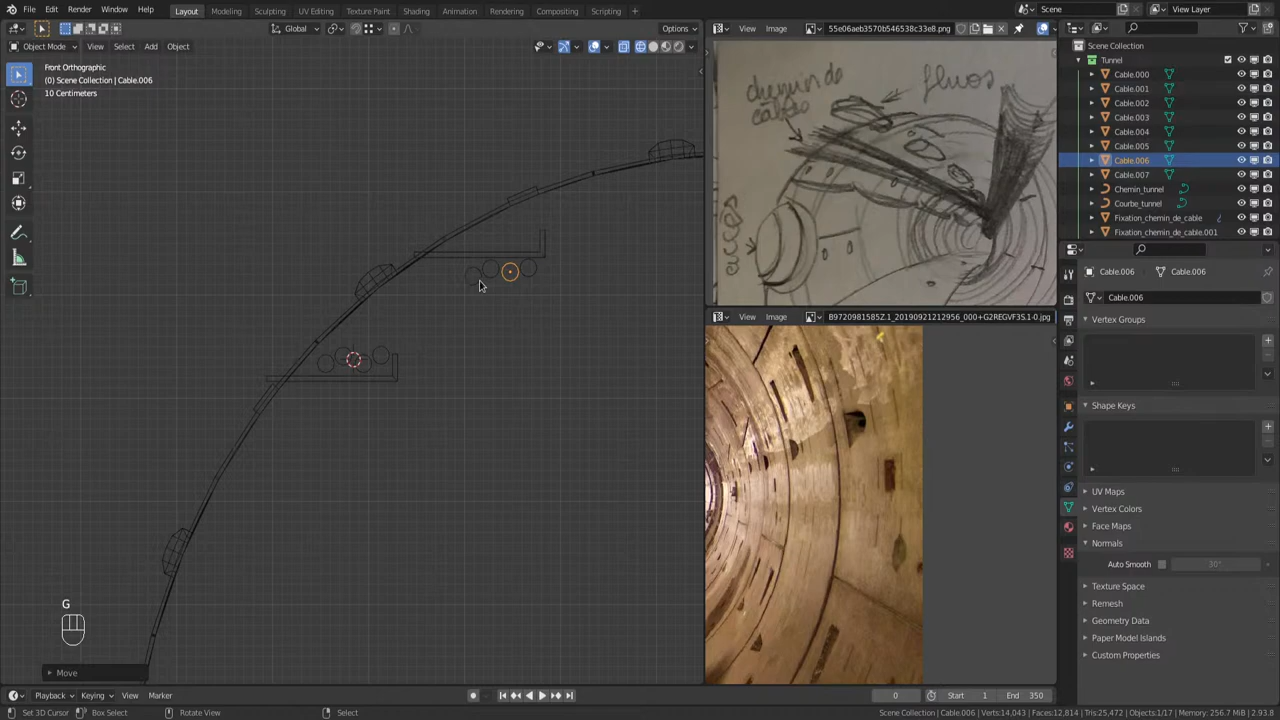 File Edit Render Window Help Layout Modeling Sculpting UV Editing Texture Paint Shading Animation Rendering Compositing Scripting + Scene View Layer
Global Options
Object Mode View Select Add Object
Front Orthographic
(0) Scene Collection | Cable.006
10 Centimeters
G
Move
View Image 55e06aeb3570b546538c33e8.png
chemin de
cables
accès
View Image B9720981585Z.1_20190921212956_000+G2REGVF3S.1-0.jpg
Scene Collection
Tunnel
Cable.000
Cable.001
Cable.002
Cable.003
Cable.004
Cable.005
Cable.006
Cable.007
Chemin_tunnel
Courbe_tunnel
Fixation_chemin_de_cable
Fixation_chemin_de_cable.001
Cable.006 Cable.006
Cable.006
Vertex Groups
Shape Keys
UV Maps
Vertex Colors
Face Maps
Normals
Auto Smooth 30°
Texture Space
Remesh
Geometry Data
Paper Model Islands
Custom Properties
Playback Keying View Marker 0 Start 1 End 350
Set 3D Cursor Box Select Rotate View Select Scene Collection | Cable.006 | Verts:14,043 | Faces:12,814 | Tris:25,472 | Objects:1/17 | Memory: 256.7 MiB | 2.93.8